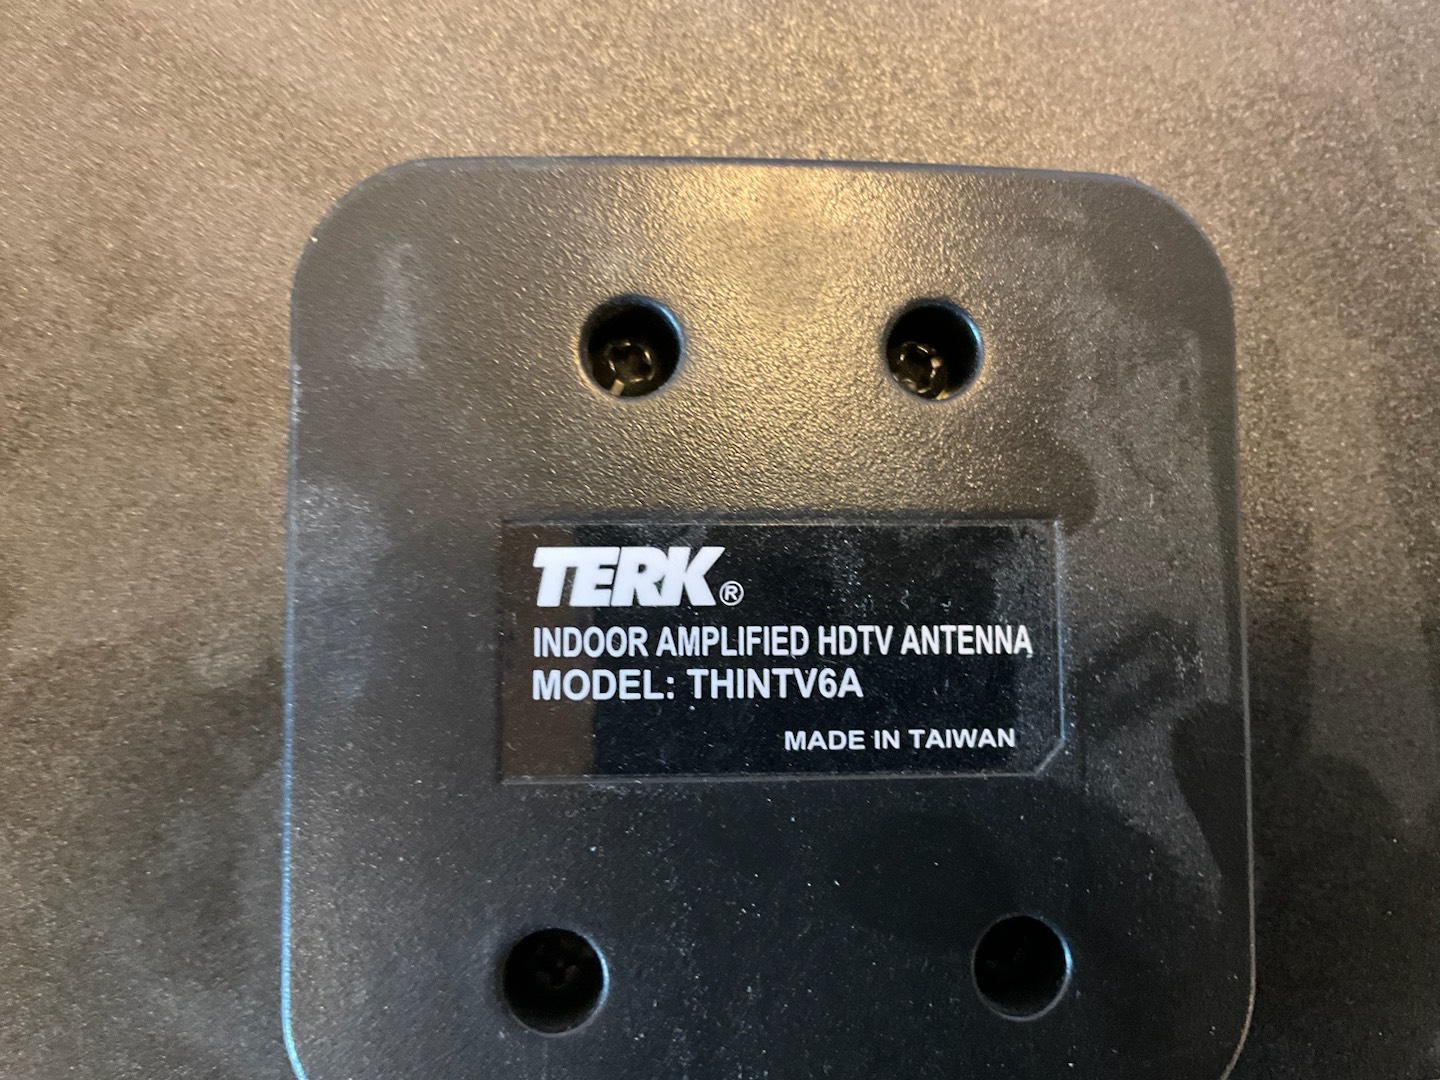 TERK®
INDOOR AMPLIFIED HDTV ANTENNA
MODEL: THINTV6A
MADE IN TAIWAN